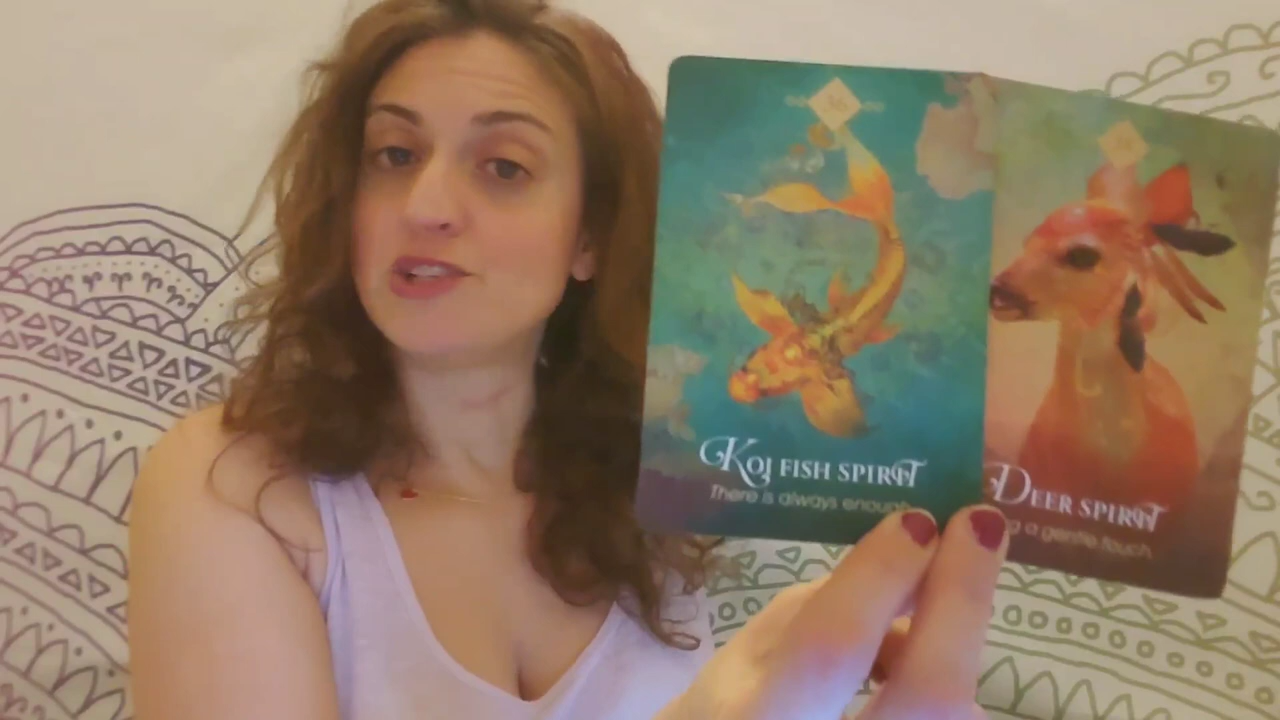 KOI FISH SPIRIT
There is always enough
DEER SPIRIT
a gentle touch